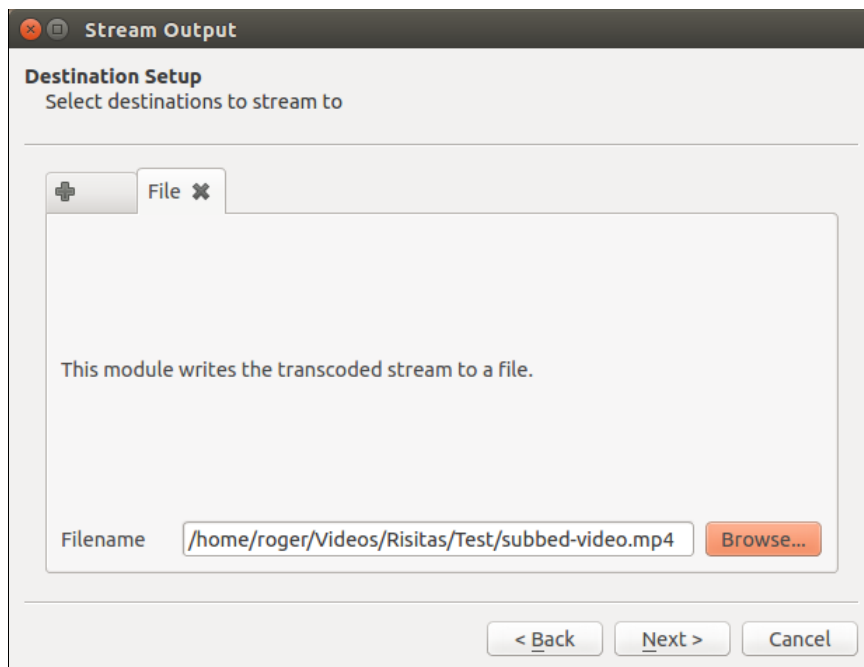 Stream Output
Destination Setup
Select destinations to stream to
File
This module writes the transcoded stream to a file.
Filename /home/roger/Videos/Risitas/Test/subbed-video.mp4 Browse...
< Back Next > Cancel